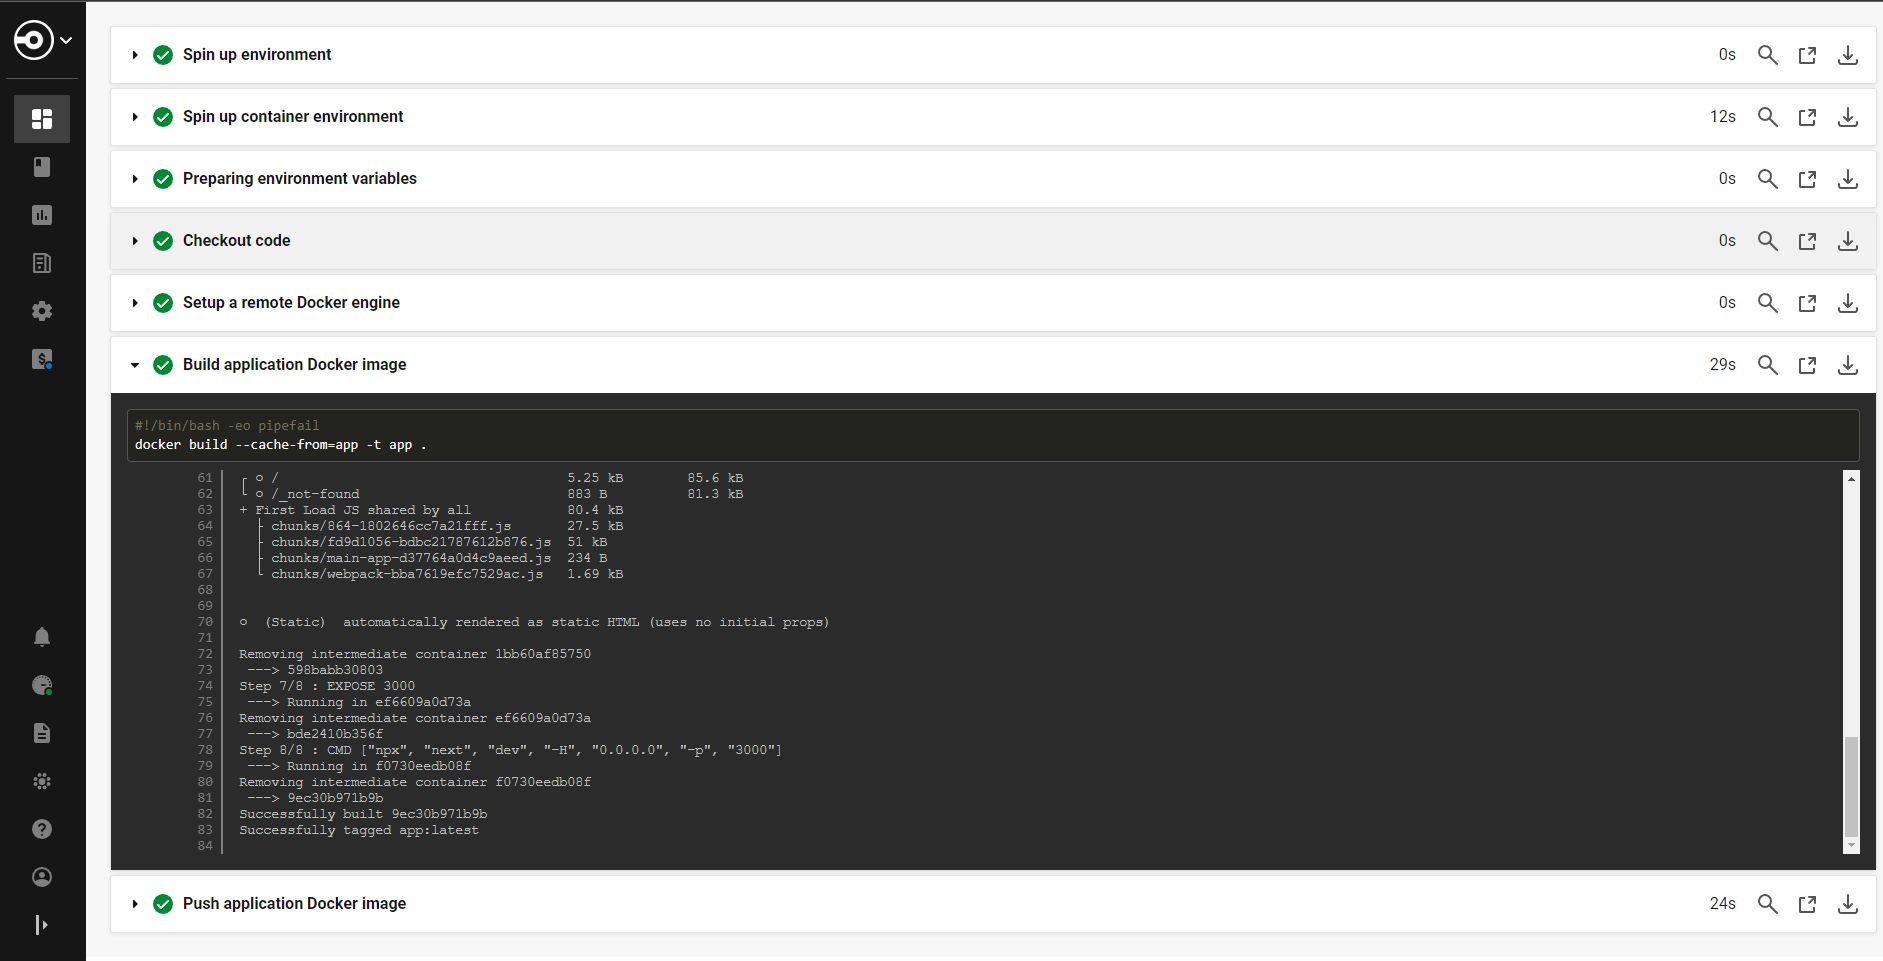 Spin up environment 0s
Spin up container environment 12s
Preparing environment variables 0s
Checkout code 0s
Setup a remote Docker engine 0s
Build application Docker image 29s
#!/bin/bash -eo pipefail
docker build --cache-from=app -t app .
61 ┌ ○ / 5.25 kB 85.6 kB
62 └ ○ /_not-found 883 B 81.3 kB
63 + First Load JS shared by all 80.4 kB
64 ├ chunks/864-1802646cc7a21fff.js 27.5 kB
65 ├ chunks/fd9d1056-bdbc21787612b876.js 51 kB
66 ├ chunks/main-app-d37764a0d4c9aeed.js 234 B
67 └ chunks/webpack-bba7619efc7529ac.js 1.69 kB
68
69
70 ○ (Static) automatically rendered as static HTML (uses no initial props)
71
72 Removing intermediate container 1bb60af85750
73 ---> 598babb30803
74 Step 7/8 : EXPOSE 3000
75 ---> Running in ef6609a0d73a
76 Removing intermediate container ef6609a0d73a
77 ---> bde2410b356f
78 Step 8/8 : CMD ["npx", "next", "dev", "-H", "0.0.0.0", "-p", "3000"]
79 ---> Running in f0730eedb08f
80 Removing intermediate container f0730eedb08f
81 ---> 9ec30b971b9b
82 Successfully built 9ec30b971b9b
83 Successfully tagged app:latest
84
Push application Docker image 24s